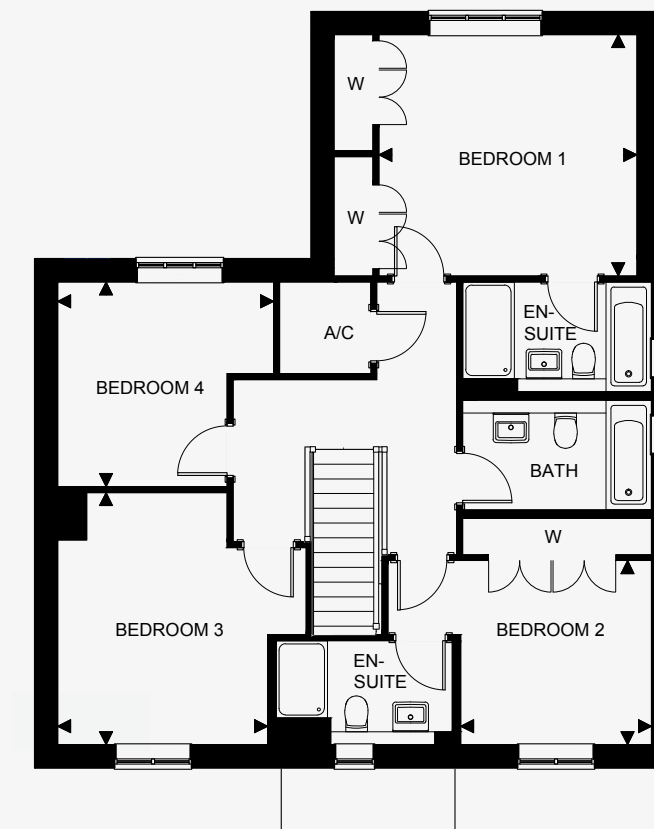 W
BEDROOM 1
W
EN-
SUITE
A/C
BEDROOM 4
BATH
W
BEDROOM 3
BEDROOM 2
EN-
SUITE